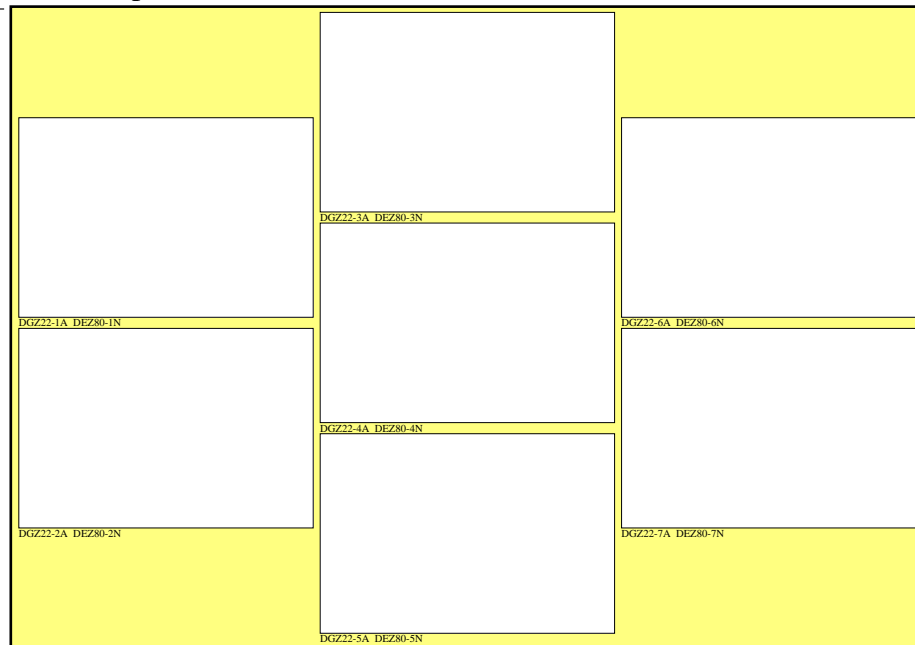 DGZ22-1A DEZ80-1N
DGZ22-2A DEZ80-2N
DGZ22-3A DEZ80-3N
DGZ22-4A DEZ80-4N
DGZ22-5A DEZ80-5N
DGZ22-6A DEZ80-6N
DGZ22-7A DEZ80-7N